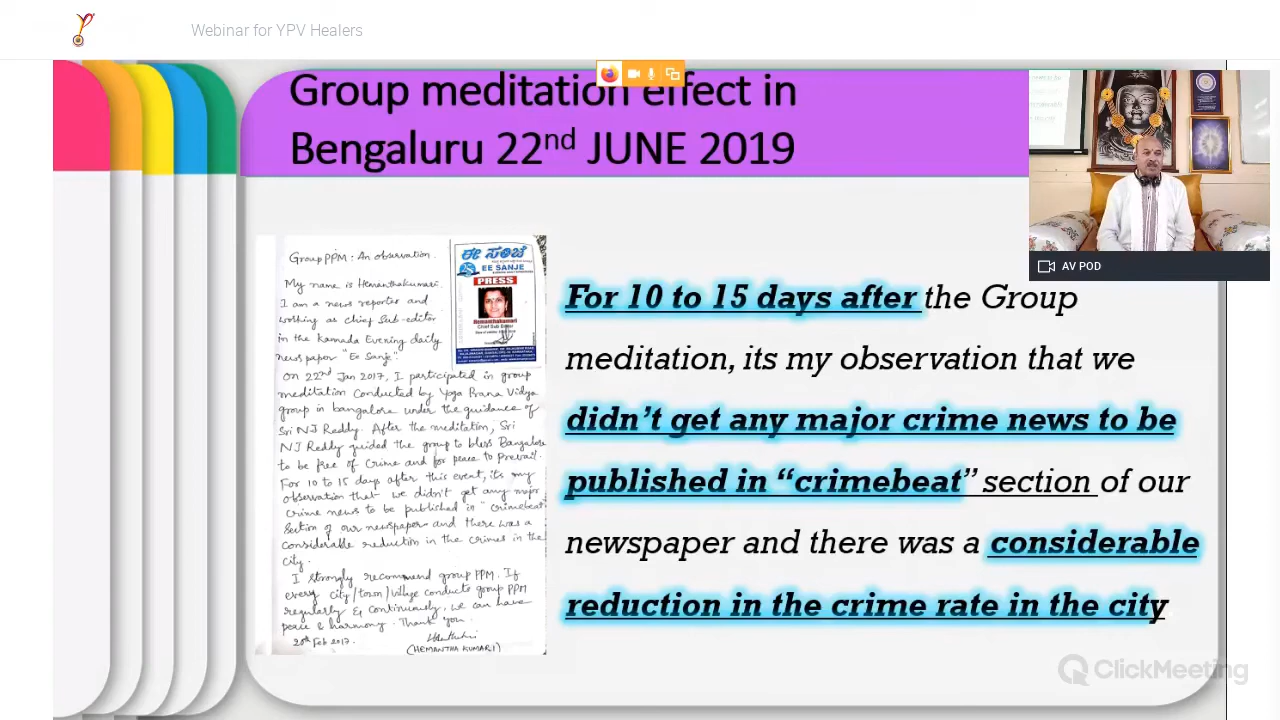 Webinar for YPV Healers
Group meditation effect in
Bengaluru 22nd JUNE 2019
AV POD
Group PPM : An observation.
My name is Hemanthakumari.
I am a news reporter and
working as chief Sub-editor
in the kannada Evening daily
news paper "Ee Sanje".
ಈ ಸಂಜೆ
EE SANJE
PRESS
Hemanthakumari
Chief Sub Editor
On 22nd Jan 2017, I participated in group
meditation conducted by Yoga Prana Vidya
group in bangalore under the guidance of
Sri NJ Reddy. After the meditation, Sri
NJ Reddy guided the group to bless Bangalore
to be free of crime and for peace to prevail.
For 10 to 15 days after this event, it's my
observation that we didn't get any major
crime news to be published in "crimebeat"
section of our newspaper and there was a
considerable reduction in the crimes in the
city.
I strongly recommend group PPM. If
every city/town/village conducts group PPM
regularly & continuously, we can have
peace & harmony. Thank you.
20th Feb 2017.
(HEMANTHA KUMARI)
For 10 to 15 days after the Group
meditation, its my observation that we
didn't get any major crime news to be
published in "crimebeat" section of our
newspaper and there was a considerable
reduction in the crime rate in the city
ClickMeeting